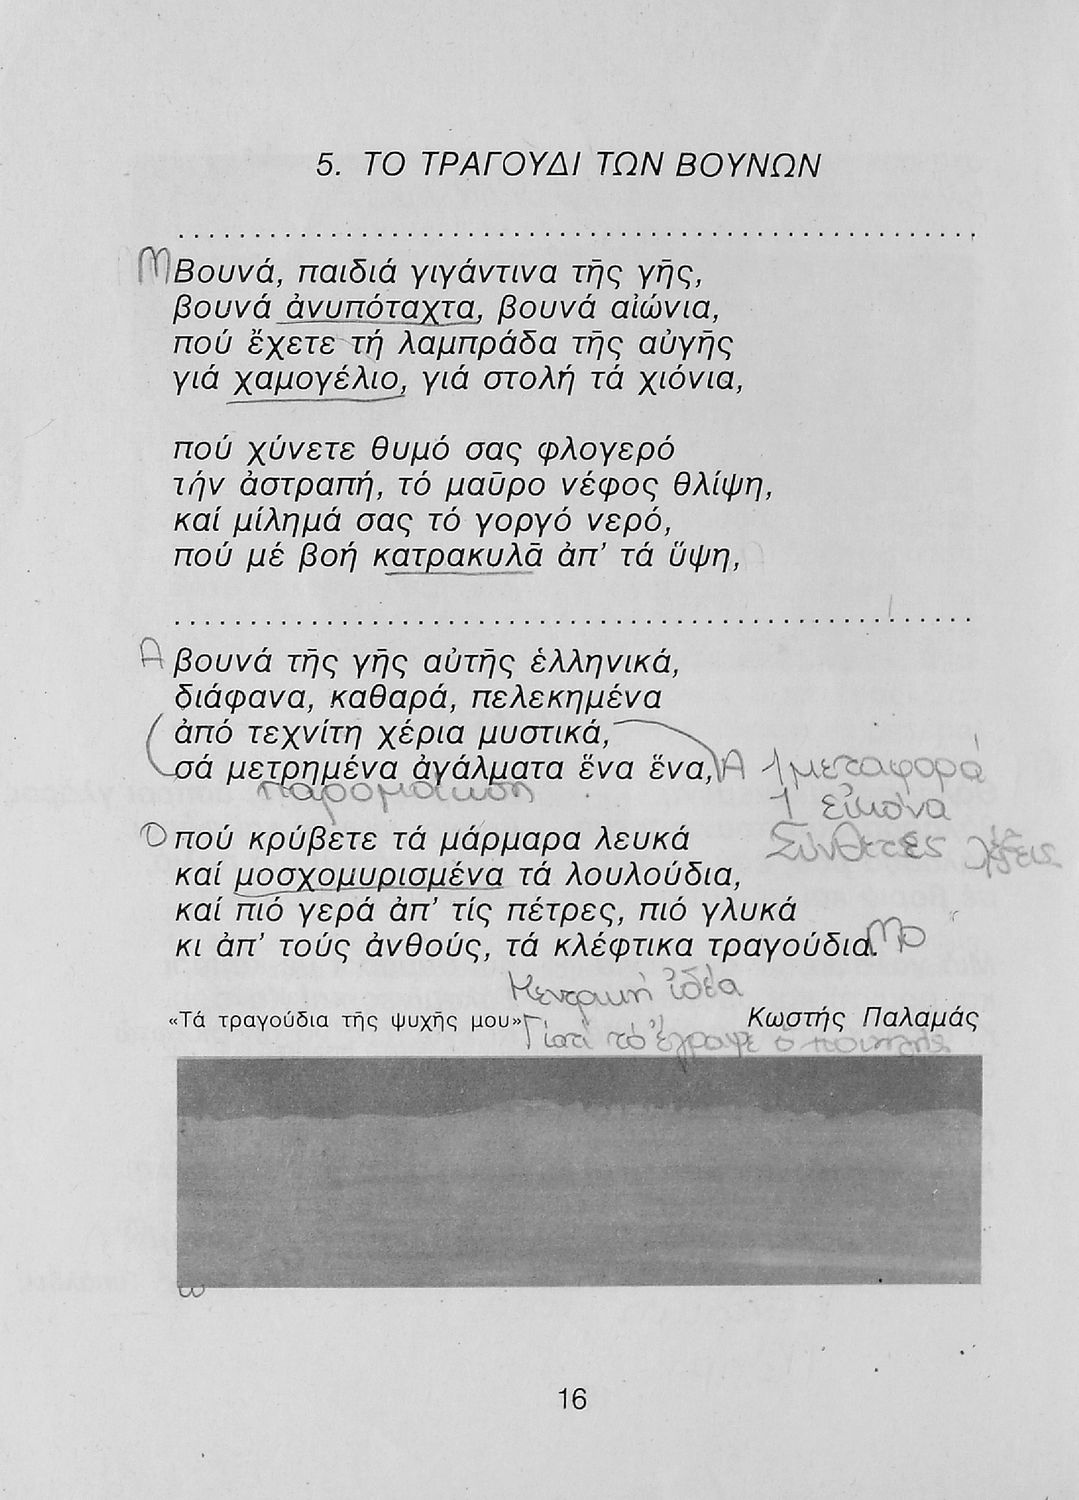 5. ΤΟ ΤΡΑΓΟΥΔΙ ΤΩΝ ΒΟΥΝΩΝ
. . . . . . . . . . . . . . . . . . . . . . . . . . . . . . . . . . . . . . . . . . . . . . . . . . . .
Μ Βουνά, παιδιά γιγάντινα τῆς γῆς,
βουνά ἀνυπόταχτα, βουνά αἰώνια,
πού ἔχετε τή λαμπράδα τῆς αὐγῆς
γιά χαμογέλιο, γιά στολή τά χιόνια,
πού χύνετε θυμό σας φλογερό
τήν ἀστραπή, τό μαῦρο νέφος θλίψη,
καί μίλημά σας τό γοργό νερό,
πού μέ βοή κατρακυλᾶ ἀπ' τά ὕψη,
. . . . . . . . . . . . . . . . . . . . . . . . . . . . . . . . . . . . . . . . . . . . . . . . . . . .
Α βουνά τῆς γῆς αὐτῆς ἑλληνικά,
διάφανα, καθαρά, πελεκημένα
ἀπό τεχνίτη χέρια μυστικά,
σά μετρημένα ἀγάλματα ἕνα ἕνα, Α 1 μεταφορά
παρομοίωση
1 εἰκόνα
Ο πού κρύβετε τά μάρμαρα λευκά
Σύνθετες λέξεις
καί μοσχομυρισμένα τά λουλούδια,
καί πιό γερά ἀπ' τίς πέτρες, πιό γλυκά
κι ἀπ' τούς ἀνθούς, τά κλέφτικα τραγούδια. ΜΟ
Κεντρική ἰδέα
«Τά τραγούδια τῆς ψυχῆς μου» Κωστής Παλαμάς
Γιατί τό ἔγραψε ὁ ποιητής
16